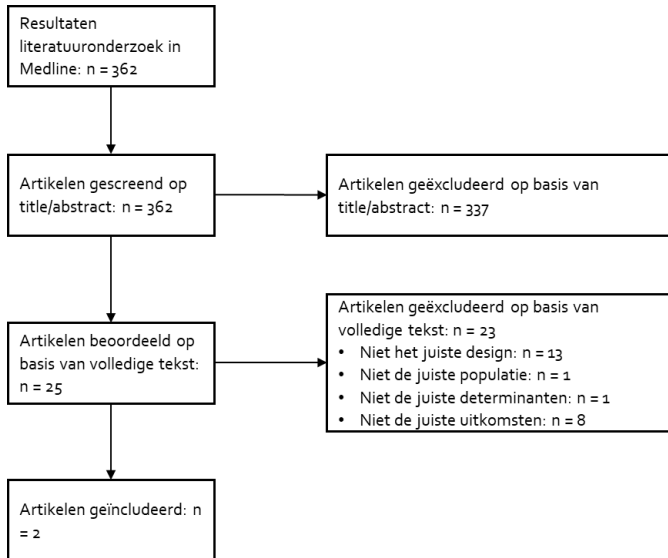 Resultaten
literatuuronderzoek in
Medline: n = 362
Artikelen gescreend op
title/abstract: n = 362
Artikelen geëxcludeerd op basis van
title/abstract: n = 337
Artikelen beoordeeld op
basis van volledige tekst:
n = 25
Artikelen geëxcludeerd op basis van
volledige tekst: n = 23
• Niet het juiste design: n = 13
• Niet de juiste populatie: n = 1
• Niet de juiste determinanten: n = 1
• Niet de juiste uitkomsten: n = 8
Artikelen geïncludeerd: n
= 2